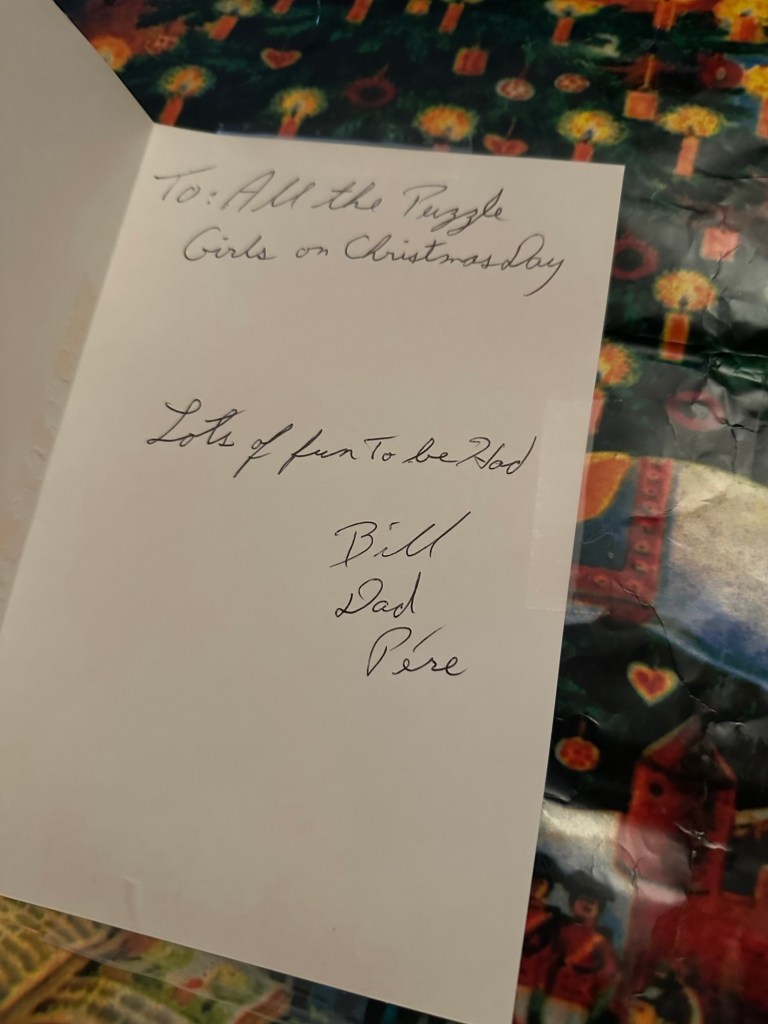 To: All the Puzzle
Girls on Christmas Day
Lots of fun To be Had
Bill
Dad
Pére